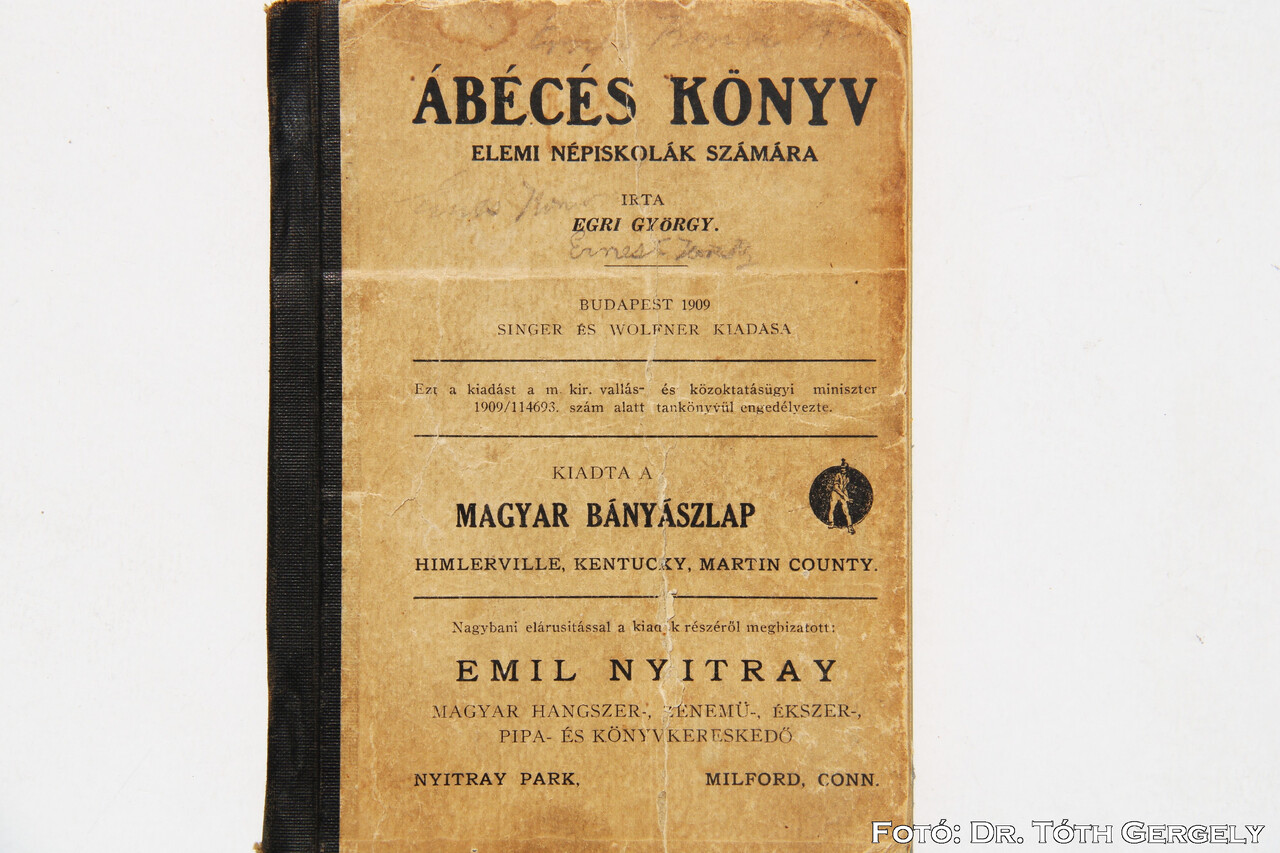 ÁBÉCÉS KÖNYV
ELEMI NÉPISKOLÁK SZÁMÁRA
IRTA
EGRI GYÖRGY.
Ernest
BUDAPEST 1909
SINGER ÉS WOLFNER KIADASA
Ezt a kiadást a m. kir. vallás- és közoktatásügyi miniszter
1909/114693. szám alatt tankönyvül engedélyezte.
KIADTA A
MAGYAR BÁNYÁSZLAP
HIMLERVILLE, KENTUCKY, MARTIN COUNTY.
Nagybani elárusitással a kiadók részéről megbizatott:
EMIL NYITRAY
MAGYAR HANGSZER-, ZENEMŰ-, ÉKSZER-,
PIPA- ÉS KÖNYVKERESKEDŐ
NYITRAY PARK, MILFORD, CONN.
Fotó: Dr. Tóth Gergely